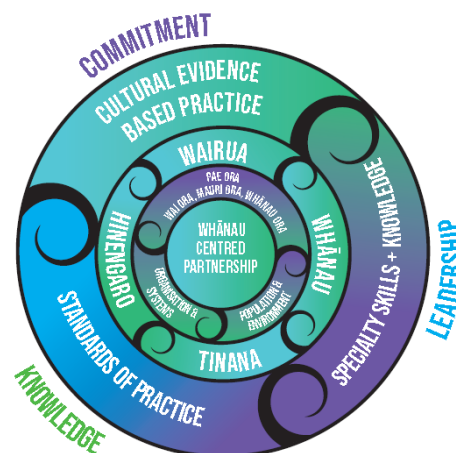 COMMITMENT
CULTURAL EVIDENCE
BASED PRACTICE
WAIRUA
PAE ORA
WAI ORA, MAURI ORA, WHĀNAU ORA
WHĀNAU
CENTRED
PARTNERSHIP
HINENGARO
WHĀNAU
ORGANISATION &
SYSTEMS
POPULATION &
ENVIRONMENT
TINANA
STANDARDS OF PRACTICE
SPECIALTY SKILLS + KNOWLEDGE
LEADERSHIP
KNOWLEDGE